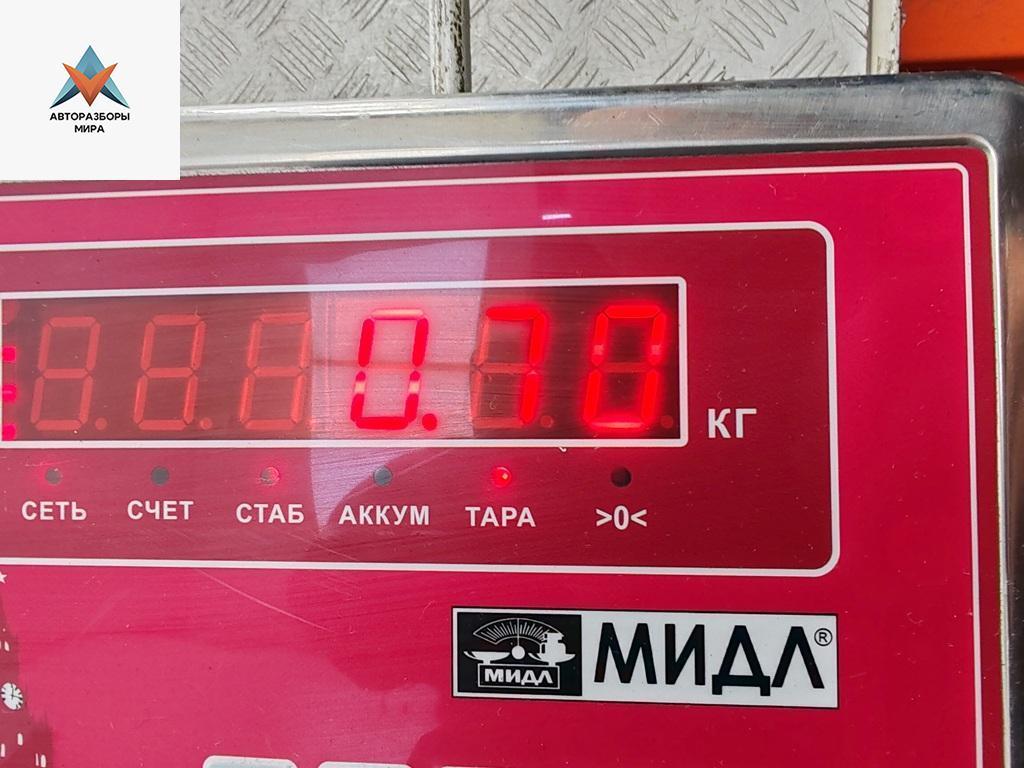 АВТОРАЗБОРЫ
МИРА
0.70
КГ
СЕТЬ СЧЕТ СТАБ АККУМ ТАРА >0<
МИДЛ МИДЛ®